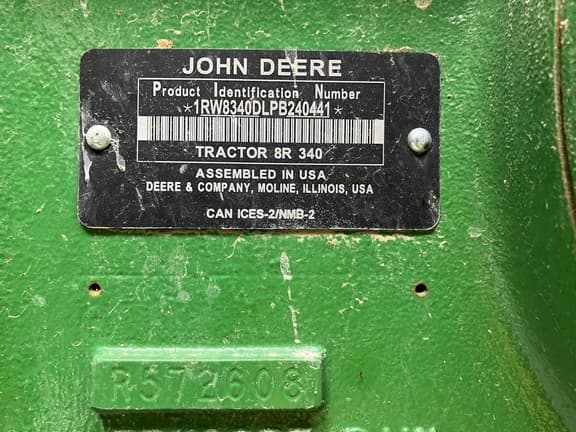 JOHN DEERE
Product Identification Number
*1RW8340DLPB240441*
TRACTOR 8R 340
ASSEMBLED IN USA
DEERE & COMPANY, MOLINE, ILLINOIS, USA
CAN ICES-2/NMB-2
R572608